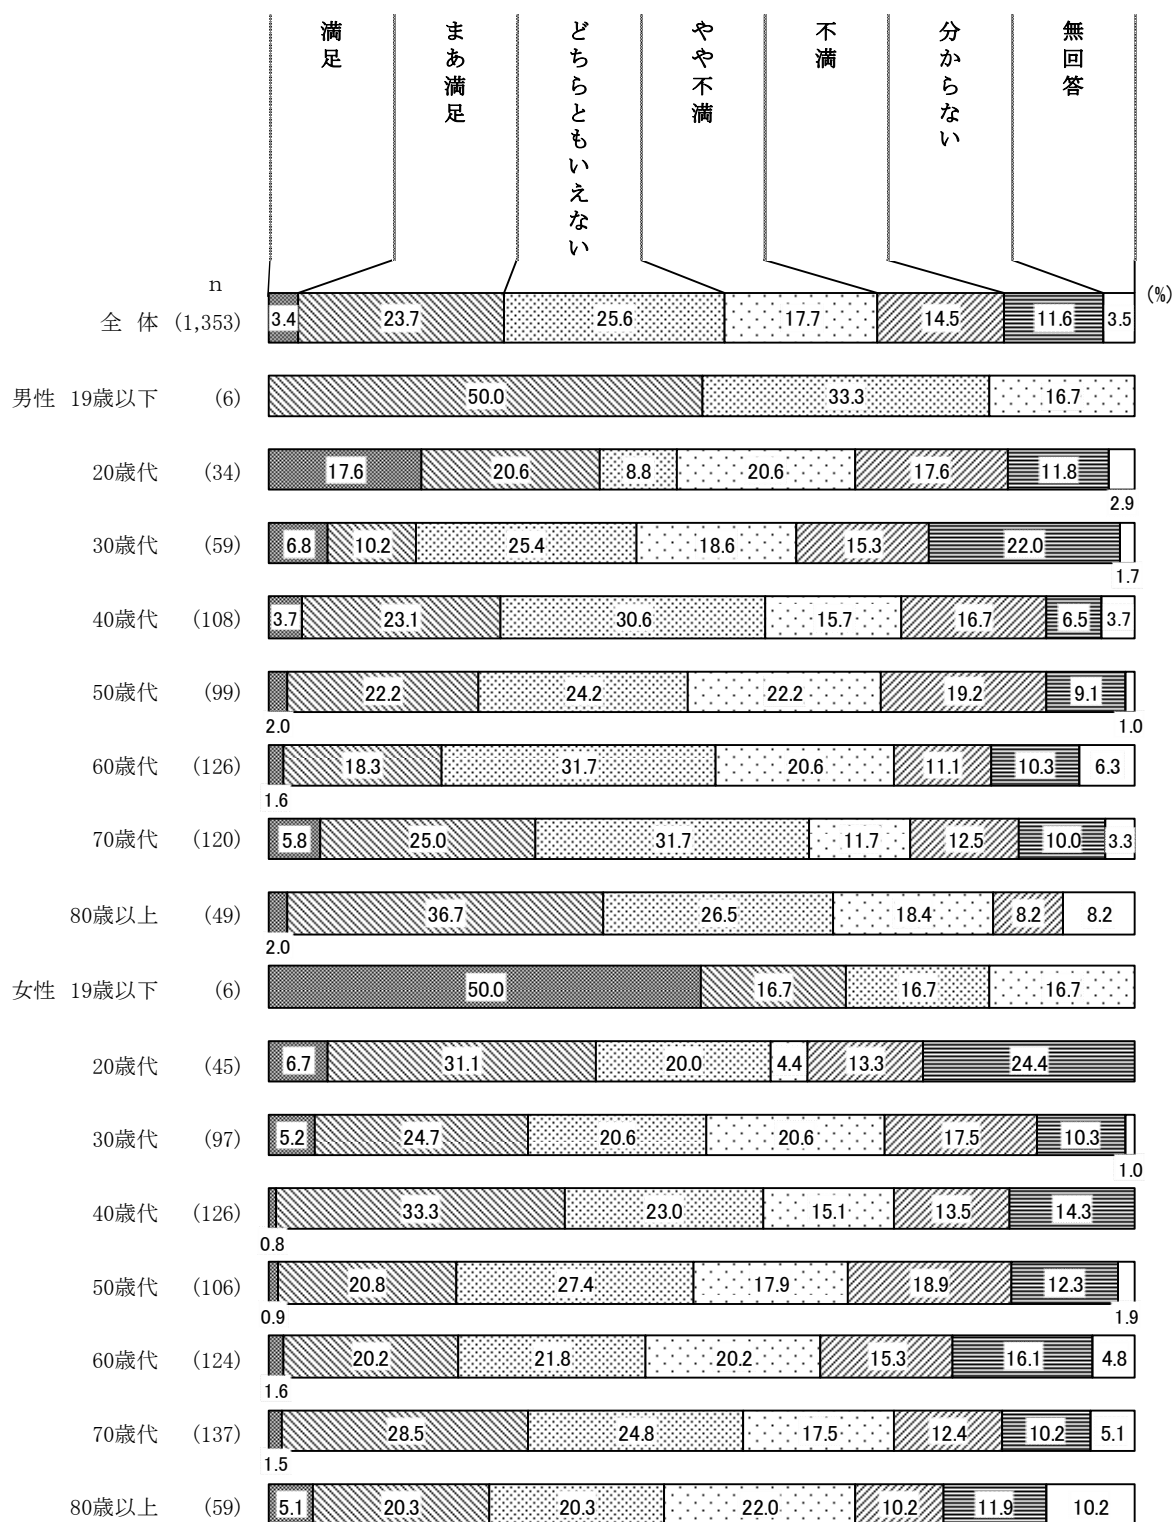 満足
まあ満足
どちらともいえない
やや不満
不満
分からない
無回答
n
(%)
全 体 (1,353) 3.4 23.7 25.6 17.7 14.5 11.6 3.5
男性 19歳以下 (6) 50.0 33.3 16.7
20歳代 (34) 17.6 20.6 8.8 20.6 17.6 11.8
2.9
30歳代 (59) 6.8 10.2 25.4 18.6 15.3 22.0
1.7
40歳代 (108) 3.7 23.1 30.6 15.7 16.7 6.5 3.7
50歳代 (99) 22.2 24.2 22.2 19.2 9.1
2.0 1.0
60歳代 (126) 18.3 31.7 20.6 11.1 10.3 6.3
1.6
70歳代 (120) 5.8 25.0 31.7 11.7 12.5 10.0 3.3
80歳以上 (49) 36.7 26.5 18.4 8.2 8.2
2.0
女性 19歳以下 (6) 50.0 16.7 16.7 16.7
20歳代 (45) 6.7 31.1 20.0 4.4 13.3 24.4
30歳代 (97) 5.2 24.7 20.6 20.6 17.5 10.3
1.0
40歳代 (126) 33.3 23.0 15.1 13.5 14.3
0.8
50歳代 (106) 20.8 27.4 17.9 18.9 12.3
0.9 1.9
60歳代 (124) 20.2 21.8 20.2 15.3 16.1 4.8
1.6
70歳代 (137) 28.5 24.8 17.5 12.4 10.2 5.1
1.5
80歳以上 (59) 5.1 20.3 20.3 22.0 10.2 11.9 10.2